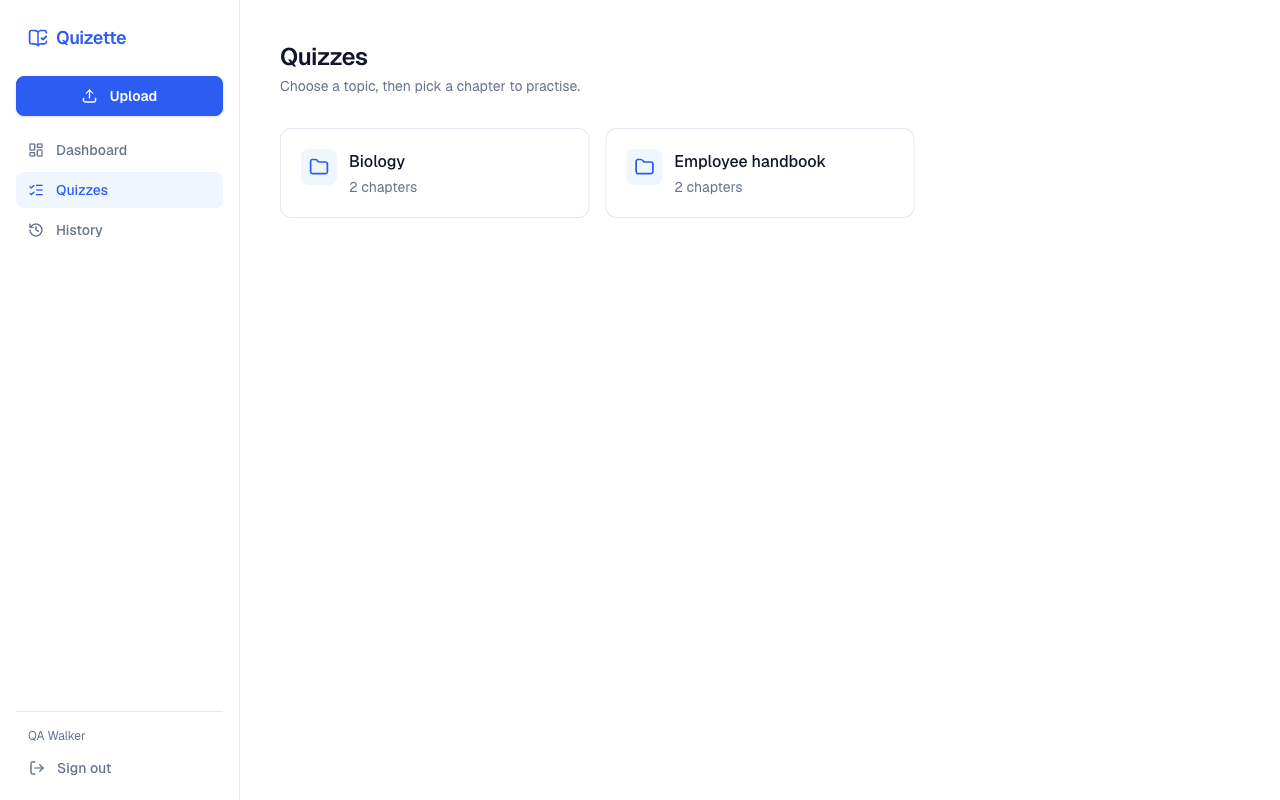 Quizette
Upload
Dashboard
Quizzes
History
QA Walker
Sign out
Quizzes
Choose a topic, then pick a chapter to practise.
Biology
2 chapters
Employee handbook
2 chapters